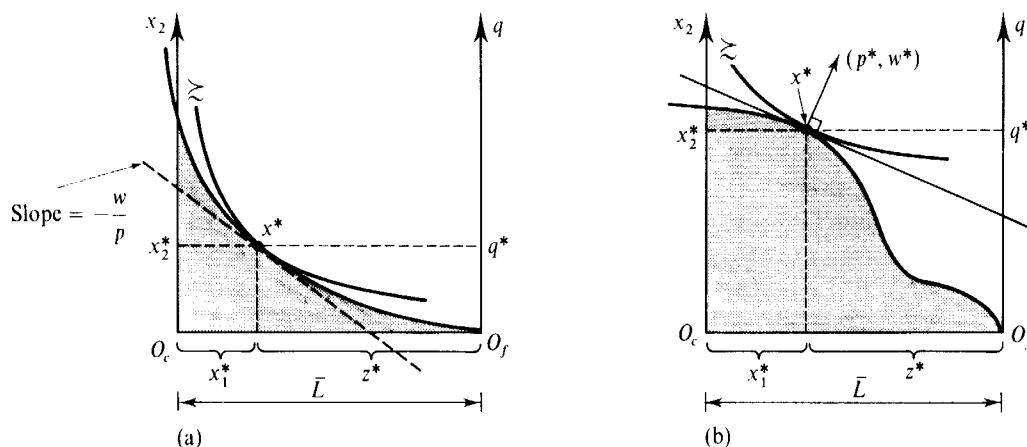 x₂
q
≿
x*
Slope = −w/p
x₂*
q*
O_c
O_f
x₁*
z*
L̄
(a)
x₂
q
≿
(p*, w*)
x*
x₂*
q*
O_c
x₁*
z*
L̄
(b)